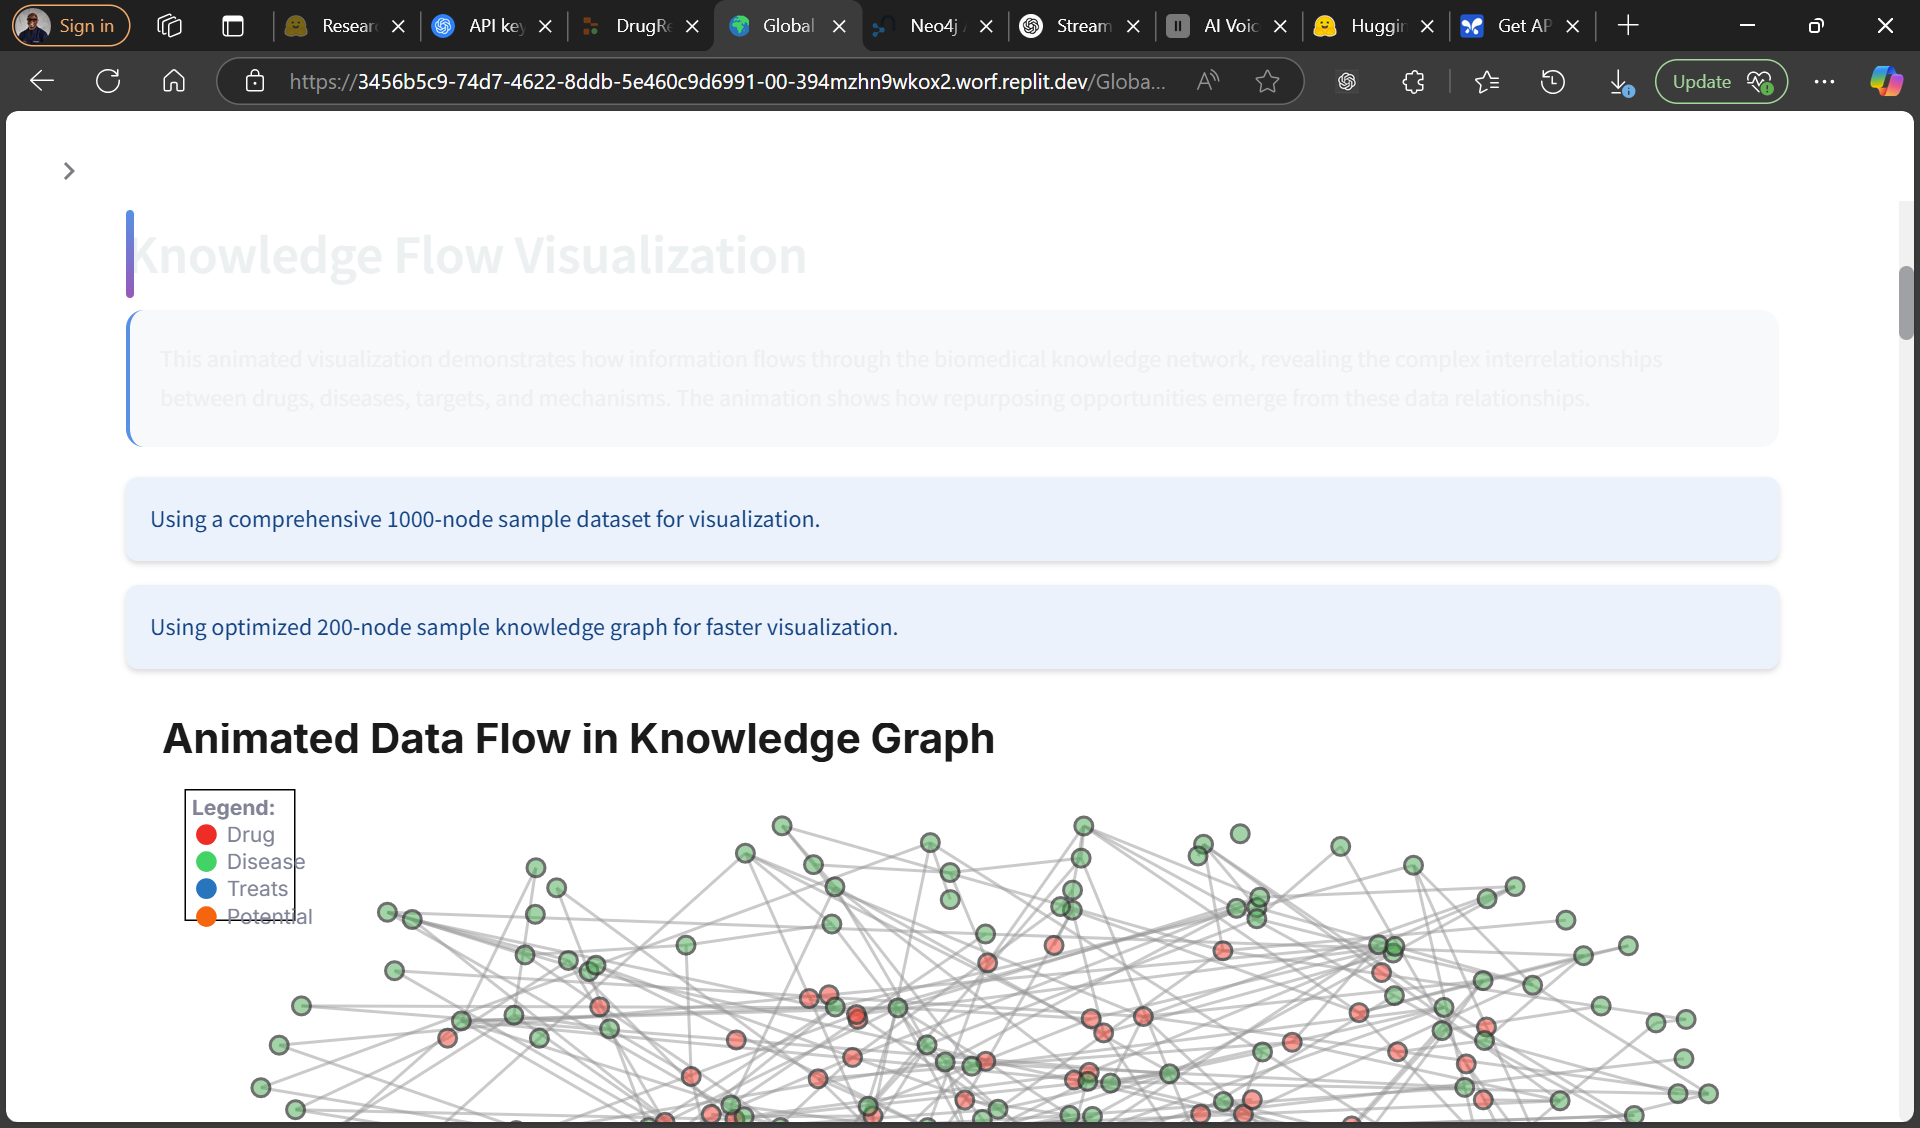 Sign in
Resear
API key
DrugRe
Global
Neo4j
Stream
AI Voic
Huggin
Get AP
https://3456b5c9-74d7-4622-8ddb-5e460c9d6991-00-394mzhn9wkox2.worf.replit.dev/Globa...
Update
Knowledge Flow Visualization
This animated visualization demonstrates how information flows through the biomedical knowledge network, revealing the complex interrelationships
between drugs, diseases, targets, and mechanisms. The animation shows how repurposing opportunities emerge from these data relationships.
Using a comprehensive 1000-node sample dataset for visualization.
Using optimized 200-node sample knowledge graph for faster visualization.
Animated Data Flow in Knowledge Graph
Legend:
Drug
Disease
Treats
Potential